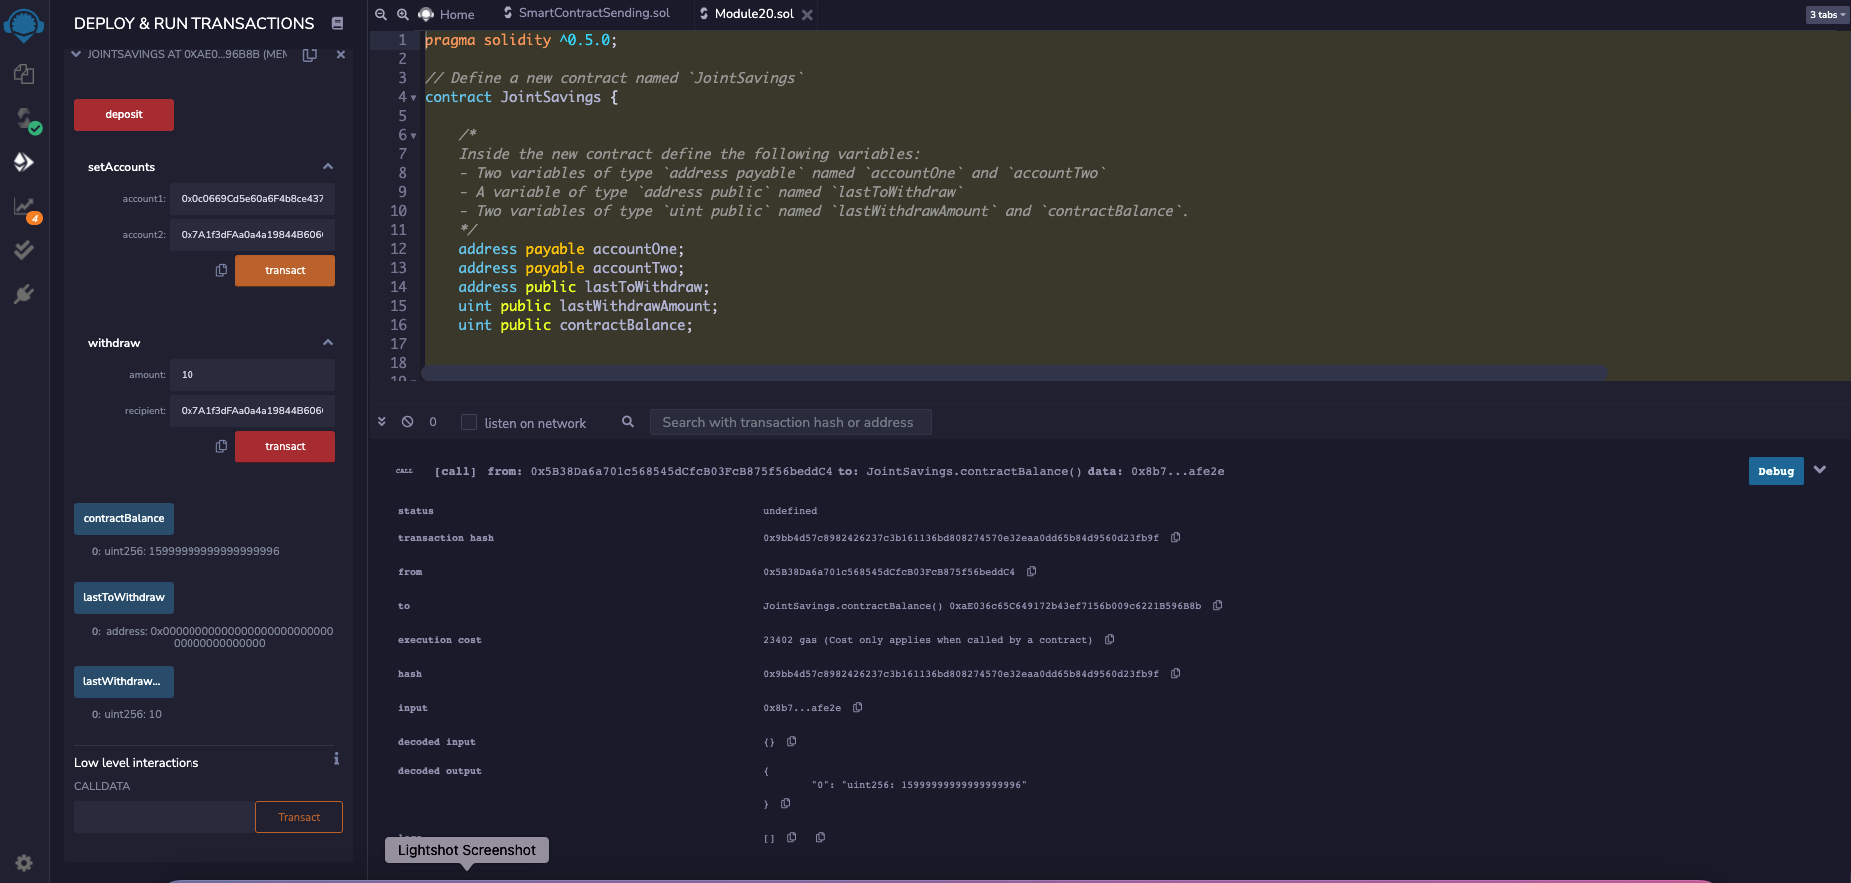 DEPLOY & RUN TRANSACTIONS
JOINTSAVINGS AT 0XAE0...96B8B (MEM
deposit
setAccounts
account1: 0x0c0669Cd5e60a6F4b8ce437
account2: 0x7A1f3dFAa0a4a19844B606
transact
withdraw
amount: 10
recipient: 0x7A1f3dFAa0a4a19844B606
transact
contractBalance
0: uint256: 15999999999999999996
lastToWithdraw
0: address: 0x00000000000000000000000000
00000000000000
lastWithdraw...
0: uint256: 10
Low level interactions
i
CALLDATA
Transact
4
Home
SmartContractSending.sol
Module20.sol
3 tabs
1 pragma solidity ^0.5.0;
2
3 // Define a new contract named `JointSavings`
4 contract JointSavings {
5
6 /*
7 Inside the new contract define the following variables:
8 - Two variables of type `address payable` named `accountOne` and `accountTwo`
9 - A variable of type `address public` named `lastToWithdraw`
10 - Two variables of type `uint public` named `lastWithdrawAmount` and `contractBalance`.
11 */
12 address payable accountOne;
13 address payable accountTwo;
14 address public lastToWithdraw;
15 uint public lastWithdrawAmount;
16 uint public contractBalance;
17
18
19
0
listen on network
Search with transaction hash or address
CALL [call] from: 0x5B38Da6a701c568545dCfcB03FcB875f56beddC4 to: JointSavings.contractBalance() data: 0x8b7...afe2e
Debug
status undefined
transaction hash 0x9bb4d57c8982426237c3b161136bd808274570e32eaa0dd65b84d9560d23fb9f
from 0x5B38Da6a701c568545dCfcB03FcB875f56beddC4
to JointSavings.contractBalance() 0xaE036c65C649172b43ef7156b009c6221B596B8b
execution cost 23402 gas (Cost only applies when called by a contract)
hash 0x9bb4d57c8982426237c3b161136bd808274570e32eaa0dd65b84d9560d23fb9f
input 0x8b7...afe2e
decoded input {}
decoded output {
"0": "uint256: 15999999999999999996"
}
logs []
Lightshot Screenshot